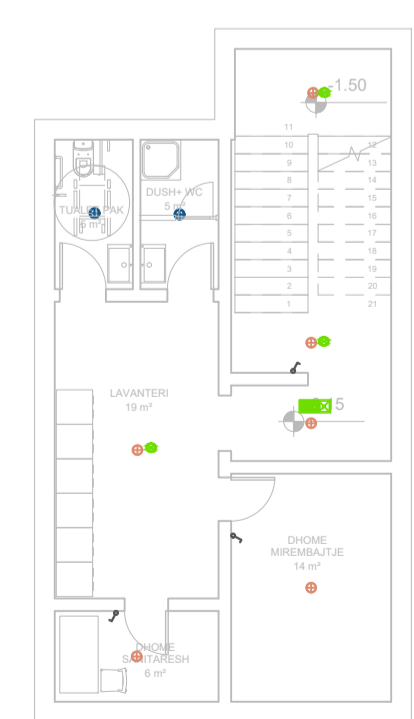 -1.50
11
10
12
9
13
8
14
7
15
6
16
5
17
4
18
3
19
2
20
1
21
DUSH+ WC
5 m²
TUALET PAK
LAVANTERI
19 m²
DHOME
MIREMBAJTJE
14 m²
DHOME
SANITARESH
6 m²